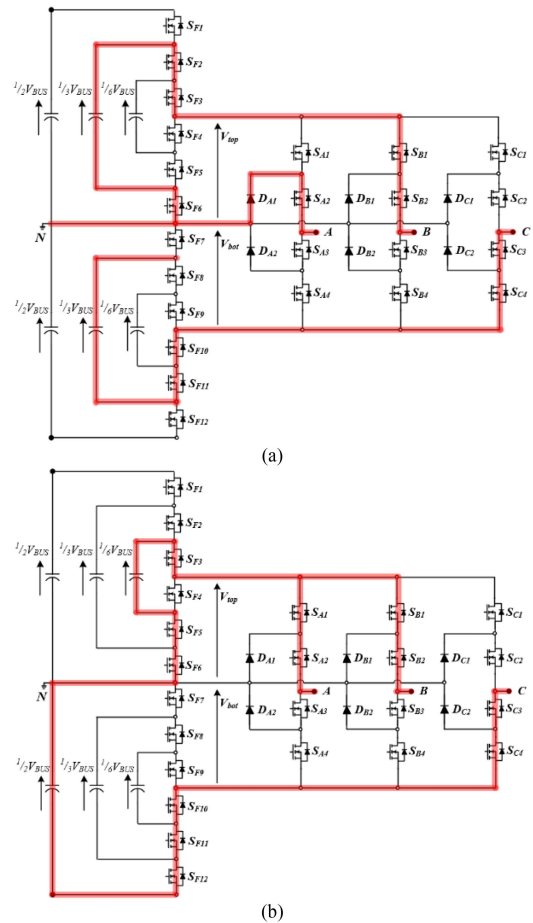 S_F1
S_F2
S_F3
S_F4
S_F5
S_F6
1/2V_BUS 1/3V_BUS 1/6V_BUS
V_top
S_A1 S_B1 S_C1
D_A1 S_A2 D_B1 S_B2 D_C1 S_C2
N
A B C
S_F7
V_bot
D_A2 S_A3 D_B2 S_B3 D_C2 S_C3
S_F8
1/2V_BUS 1/3V_BUS 1/6V_BUS
S_A4 S_B4 S_C4
S_F9
S_F10
S_F11
S_F12
(a)
S_F1
S_F2
S_F3
S_F4
S_F5
S_F6
1/2V_BUS 1/3V_BUS 1/6V_BUS
V_top
S_A1 S_B1 S_C1
D_A1 S_A2 D_B1 S_B2 D_C1 S_C2
N
A B C
S_F7
V_bot
D_A2 S_A3 D_B2 S_B3 D_C2 S_C3
S_F8
1/2V_BUS 1/3V_BUS 1/6V_BUS
S_A4 S_B4 S_C4
S_F9
S_F10
S_F11
S_F12
(b)